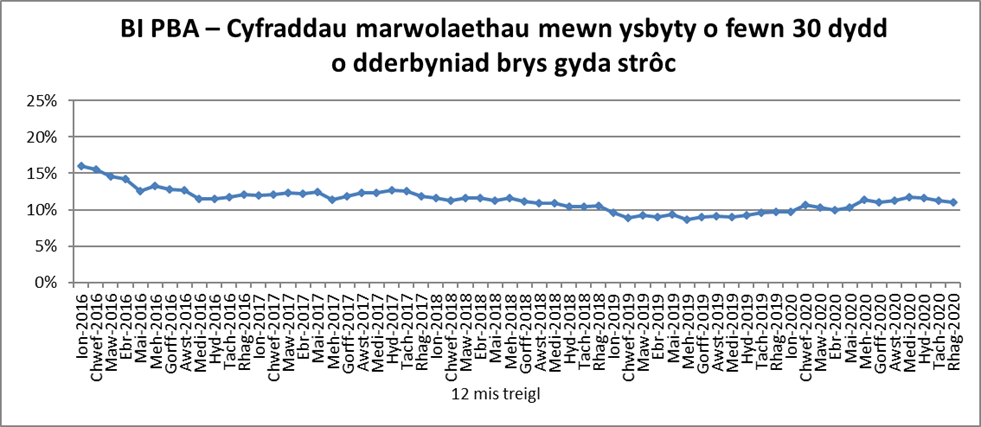 BI PBA – Cyfraddau marwolaethau mewn ysbyty o fewn 30 dydd
o dderbyniad brys gyda strôc
25%
20%
15%
10%
5%
0%
Ion-2016
Chwef-2016
Maw-2016
Ebr-2016
Mai-2016
Meh-2016
Gorff-2016
Awst-2016
Medi-2016
Hyd-2016
Tach-2016
Rhag-2016
Ion-2017
Chwef-2017
Maw-2017
Ebr-2017
Mai-2017
Meh-2017
Gorff-2017
Awst-2017
Medi-2017
Hyd-2017
Tach-2017
Rhag-2017
Ion-2018
Chwef-2018
Maw-2018
Ebr-2018
Mai-2018
Meh-2018
Gorff-2018
Awst-2018
Medi-2018
Hyd-2018
Tach-2018
Rhag-2018
Ion-2019
Chwef-2019
Maw-2019
Ebr-2019
Mai-2019
Meh-2019
Gorff-2019
Awst-2019
Medi-2019
Hyd-2019
Tach-2019
Rhag-2019
Ion-2020
Chwef-2020
Maw-2020
Ebr-2020
Mai-2020
Meh-2020
Gorff-2020
Awst-2020
Medi-2020
Hyd-2020
Tach-2020
Rhag-2020
12 mis treigl